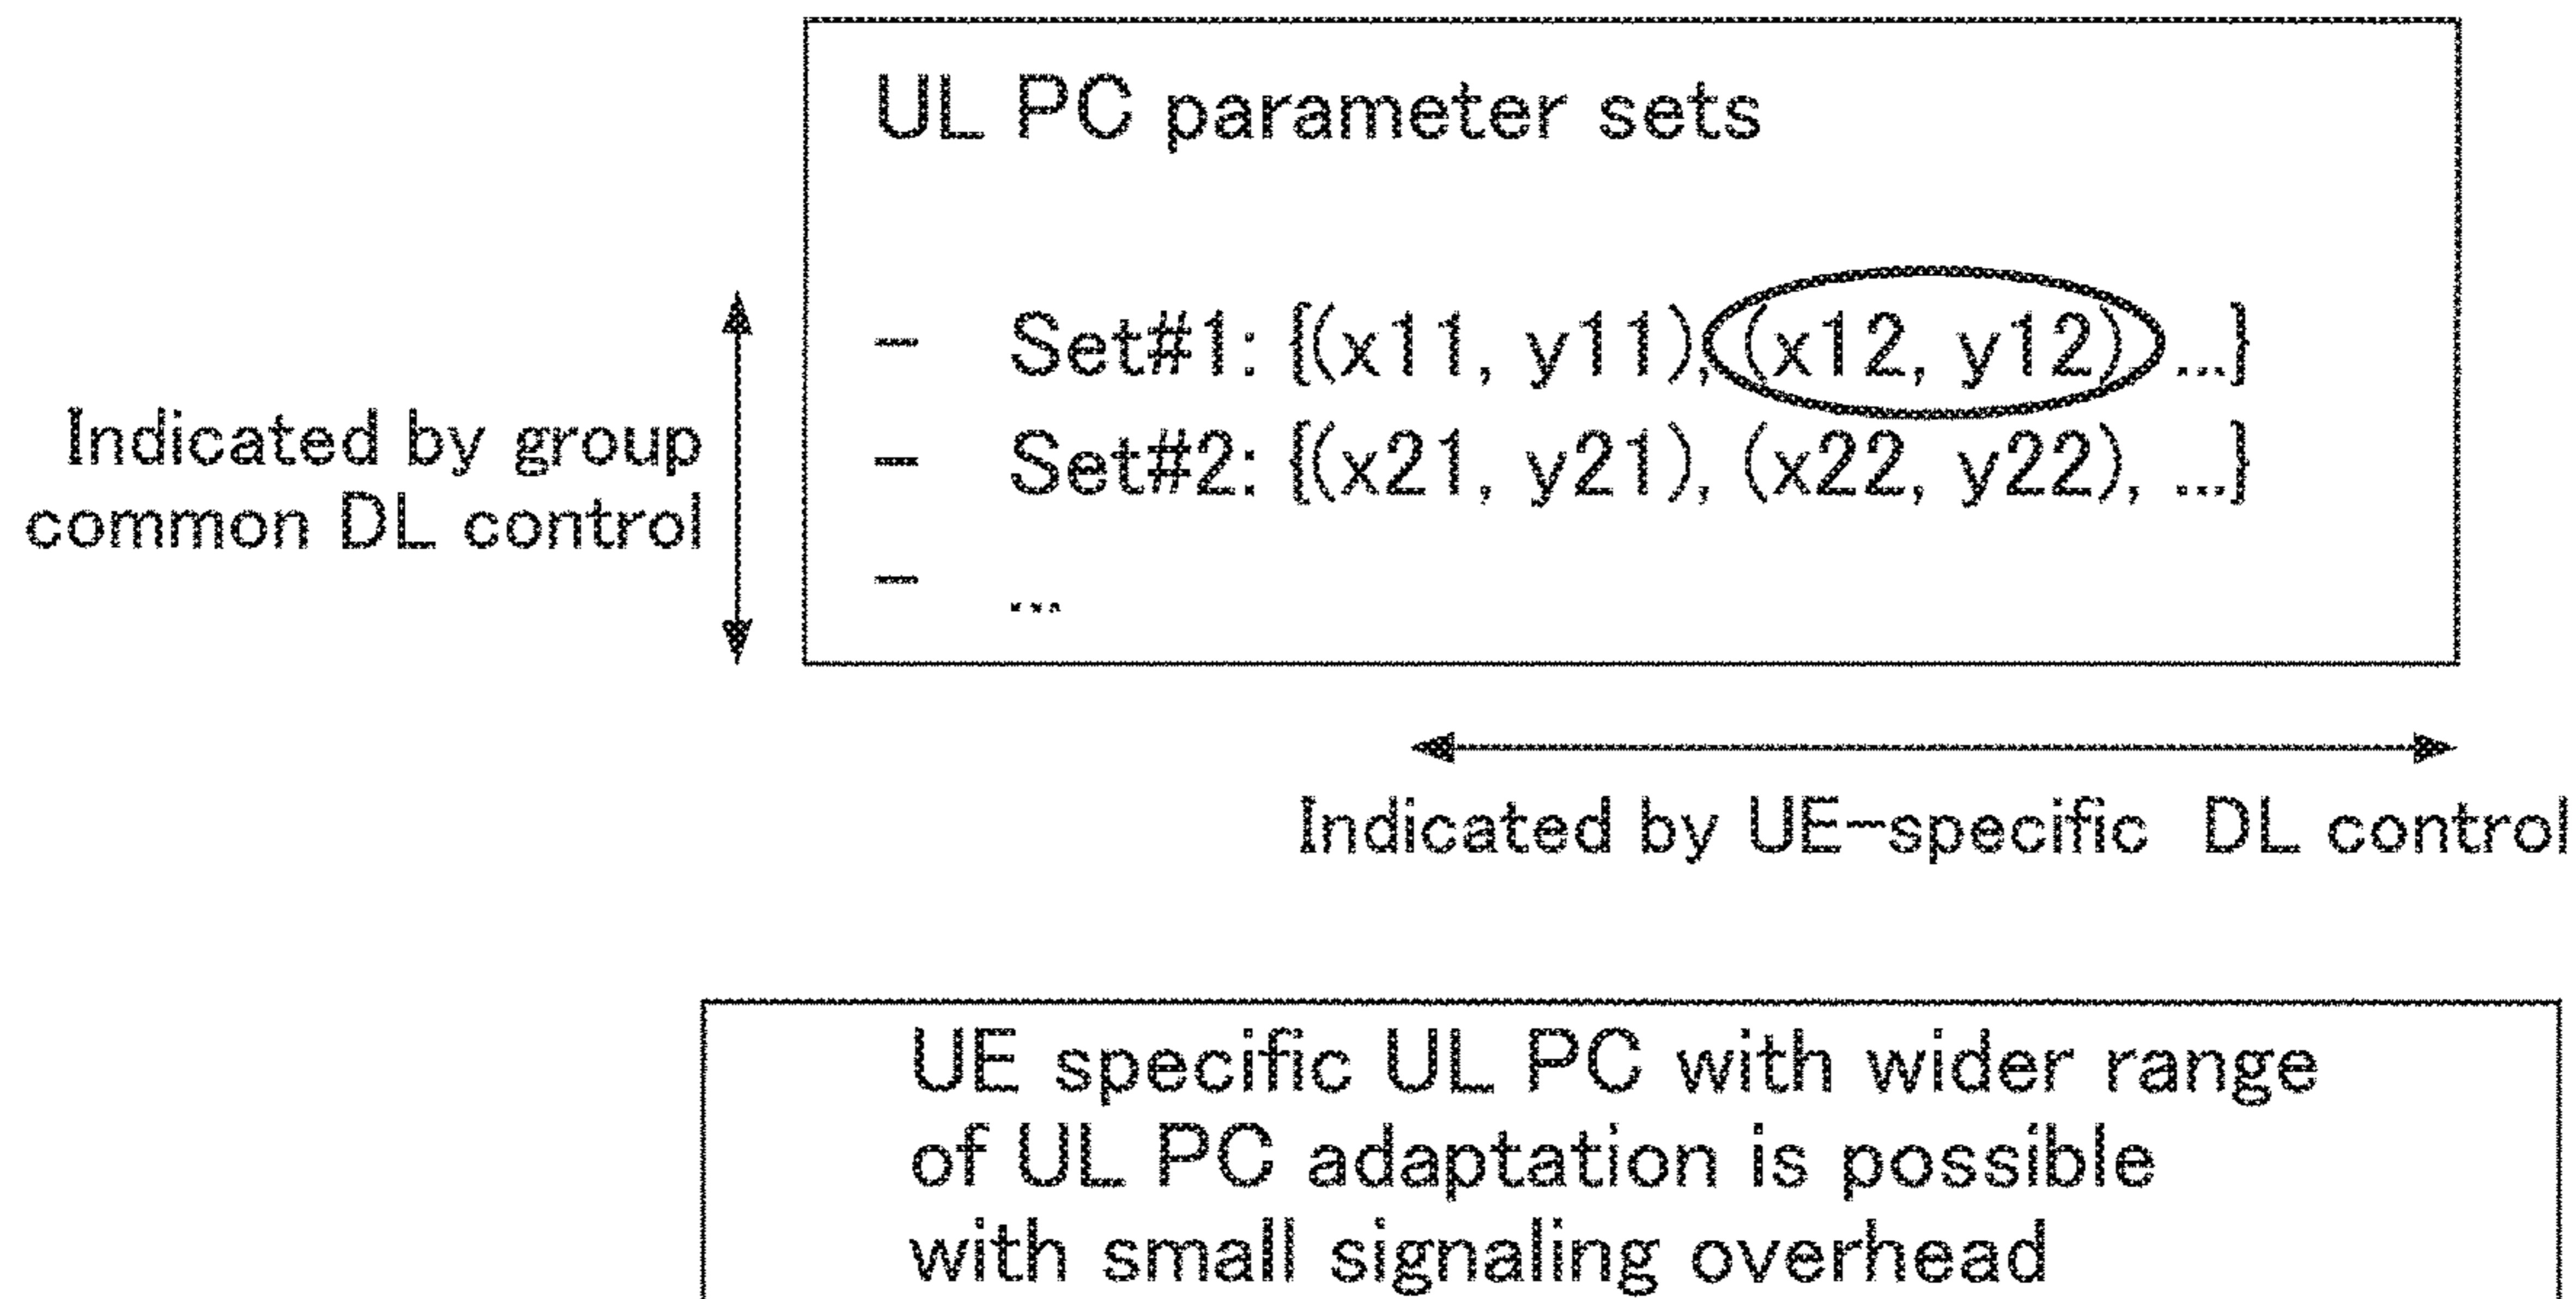 UL PC parameter sets
- Set#1: {(x11, y11), (x12, y12) ...}
- Set#2: {(x21, y21), (x22, y22), ...}
- ...
Indicated by group
common DL control
Indicated by UE-specific DL control
UE specific UL PC with wider range
of UL PC adaptation is possible
with small signaling overhead